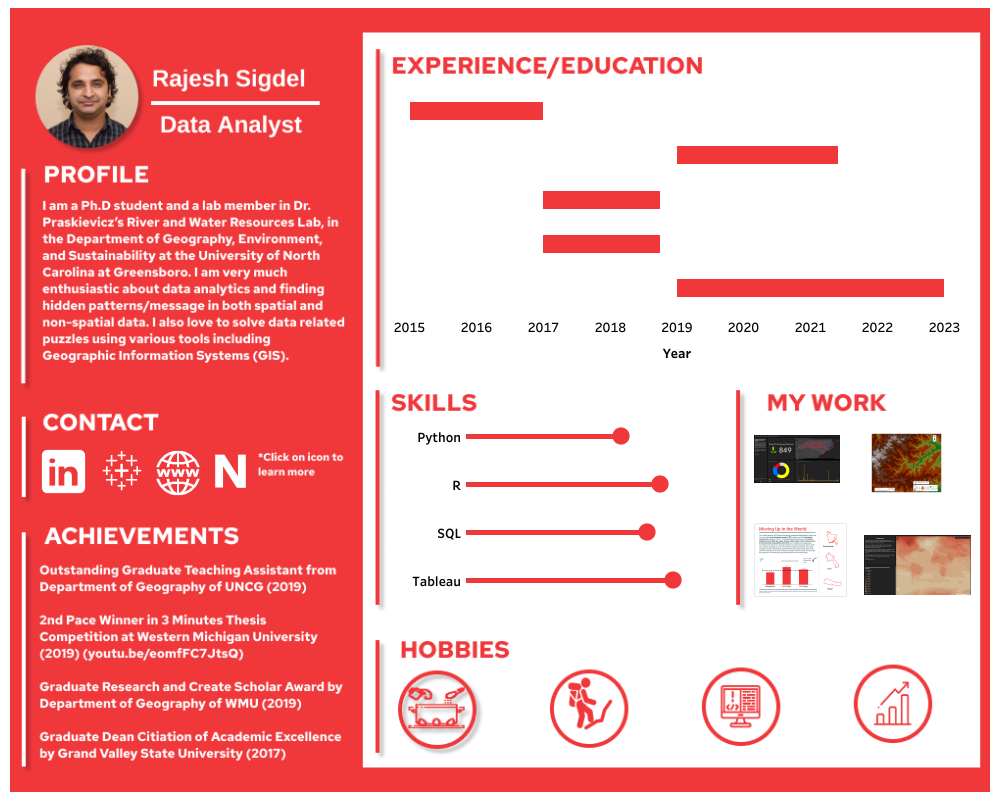 Rajesh Sigdel
Data Analyst
PROFILE
I am a Ph.D student and a lab member in Dr.
Praskievicz's River and Water Resources Lab, in
the Department of Geography, Environment,
and Sustainability at the University of North
Carolina at Greensboro. I am very much
enthusiastic about data analytics and finding
hidden patterns/message in both spatial and
non-spatial data. I also love to solve data related
puzzles using various tools including
Geographic Information Systems (GIS).
CONTACT
in
www
N
*Click on icon to
learn more
ACHIEVEMENTS
Outstanding Graduate Teaching Assistant from
Department of Geography of UNCG (2019)
2nd Pace Winner in 3 Minutes Thesis
Competition at Western Michigan University
(2019) (youtu.be/eomfFC7JtsQ)
Graduate Research and Create Scholar Award by
Department of Geography of WMU (2019)
Graduate Dean Citiation of Academic Excellence
by Grand Valley State University (2017)
EXPERIENCE/EDUCATION
2015 2016 2017 2018 2019 2020 2021 2022 2023
Year
SKILLS
Python
R
SQL
Tableau
MY WORK
849
Moving Up in the World
HOBBIES